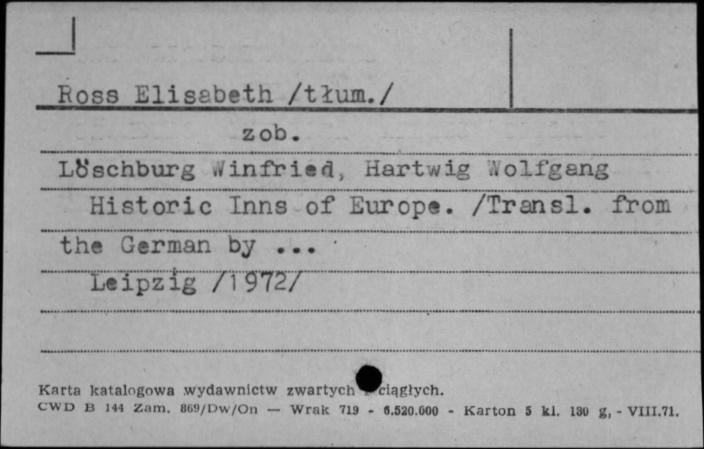 Ross Elisabeth /tłum./
zob.
Löschburg Winfried, Hartwig Wolfgang
Historic Inns of Europe. /Transl. from
the German by ...
Leipzig /1972/
Karta katalogowa wydawnictw zwartych ciągłych.
CWD B 144 Zam. 869/Dw/On — Wrak 719 - 6.520.000 - Karton 5 kl. 180 g, - VIII.71.